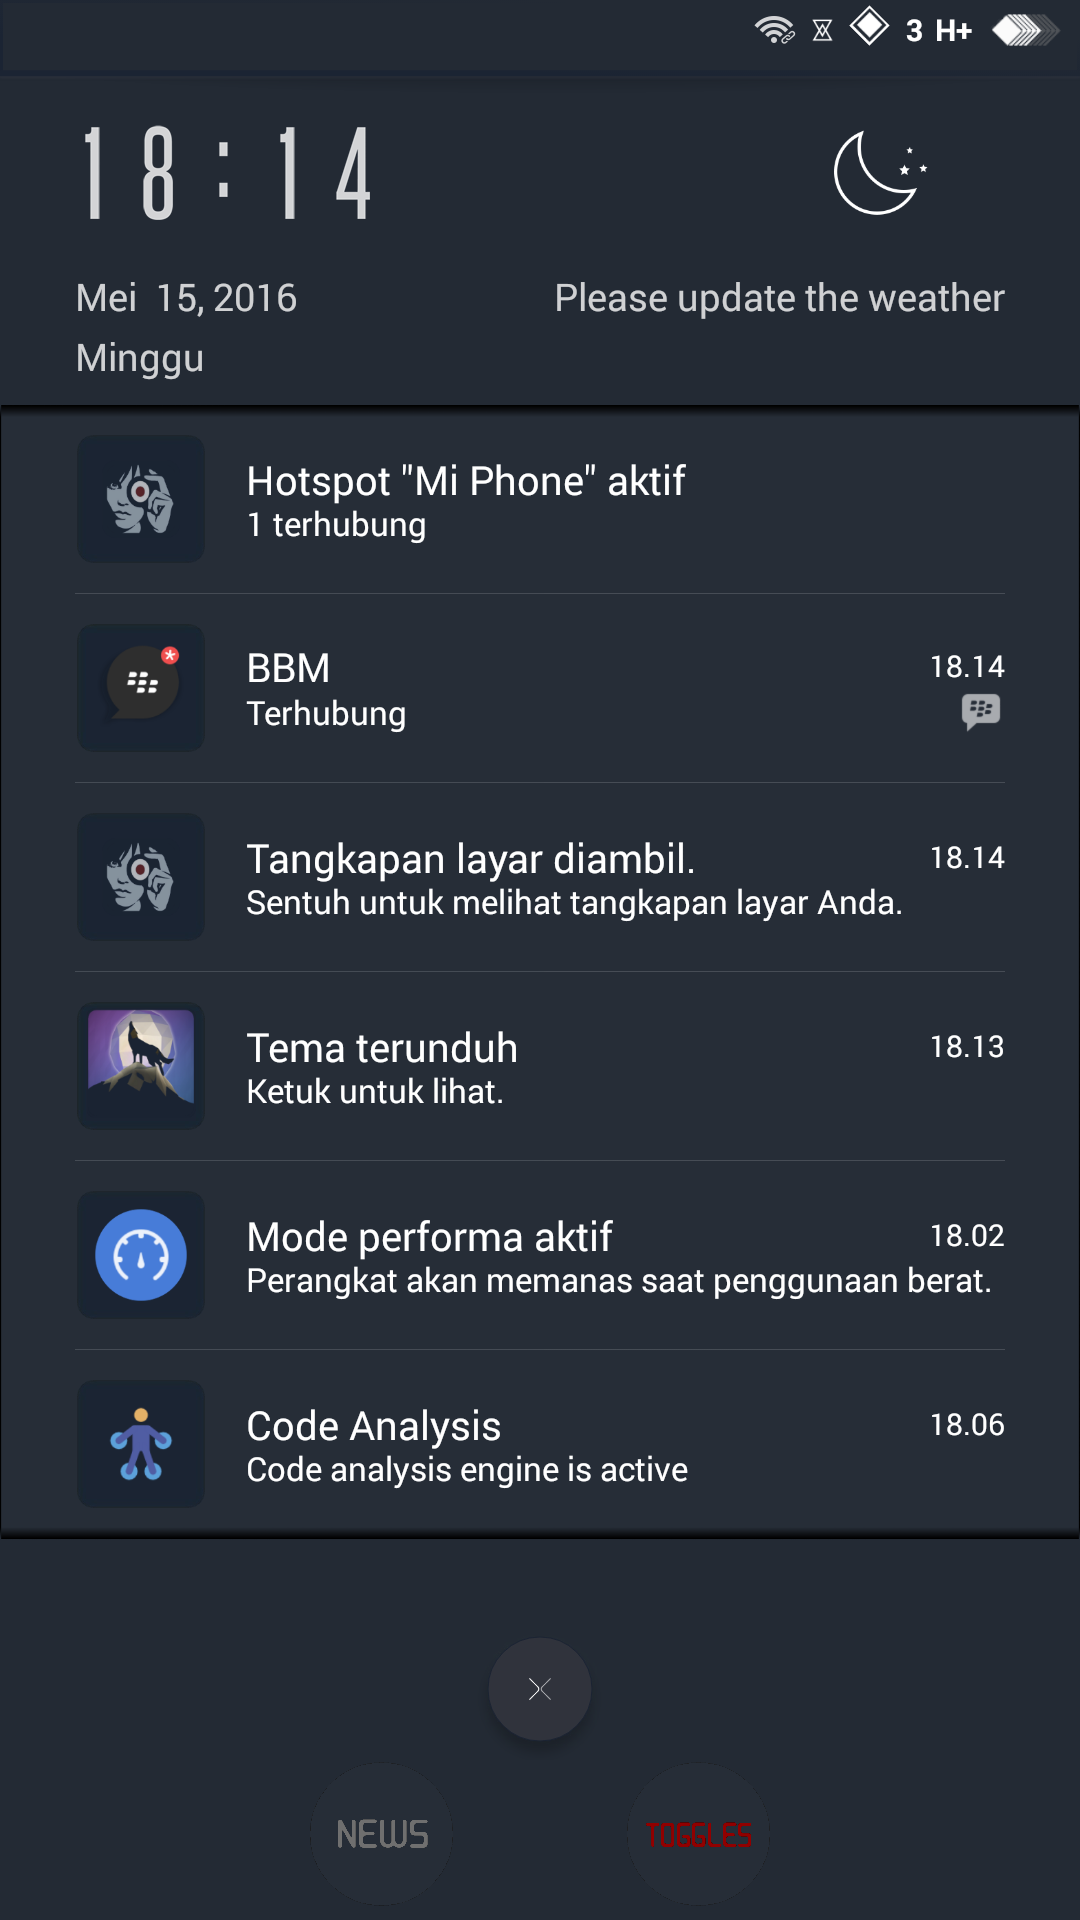 3 H+
18:14
Mei 15, 2016
Please update the weather
Minggu
Hotspot "Mi Phone" aktif
1 terhubung
BBM
18.14
Terhubung
Tangkapan layar diambil.
18.14
Sentuh untuk melihat tangkapan layar Anda.
Tema terunduh
18.13
Ketuk untuk lihat.
Mode performa aktif
18.02
Perangkat akan memanas saat penggunaan berat.
Code Analysis
18.06
Code analysis engine is active
NEWS
TOGGLES